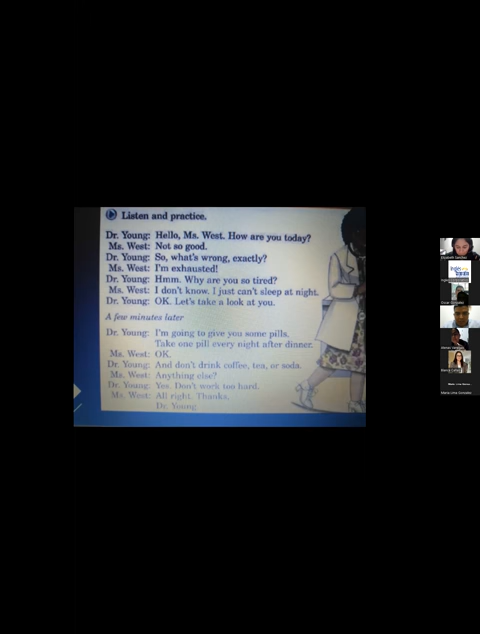 Listen and practice.
Dr. Young: Hello, Ms. West. How are you today?
Ms. West: Not so good.
Dr. Young: So, what's wrong, exactly?
Ms. West: I'm exhausted!
Dr. Young: Hmm. Why are you so tired?
Ms. West: I don't know. I just can't sleep at night.
Dr. Young: OK. Let's take a look at you.
A few minutes later
Dr. Young: I'm going to give you some pills.
Take one pill every night after dinner.
Ms. West: OK.
Dr. Young: And don't drink coffee, tea, or soda.
Ms. West: Anything else?
Dr. Young: Yes. Don't work too hard.
Ms. West: All right. Thanks,
Dr. Young.